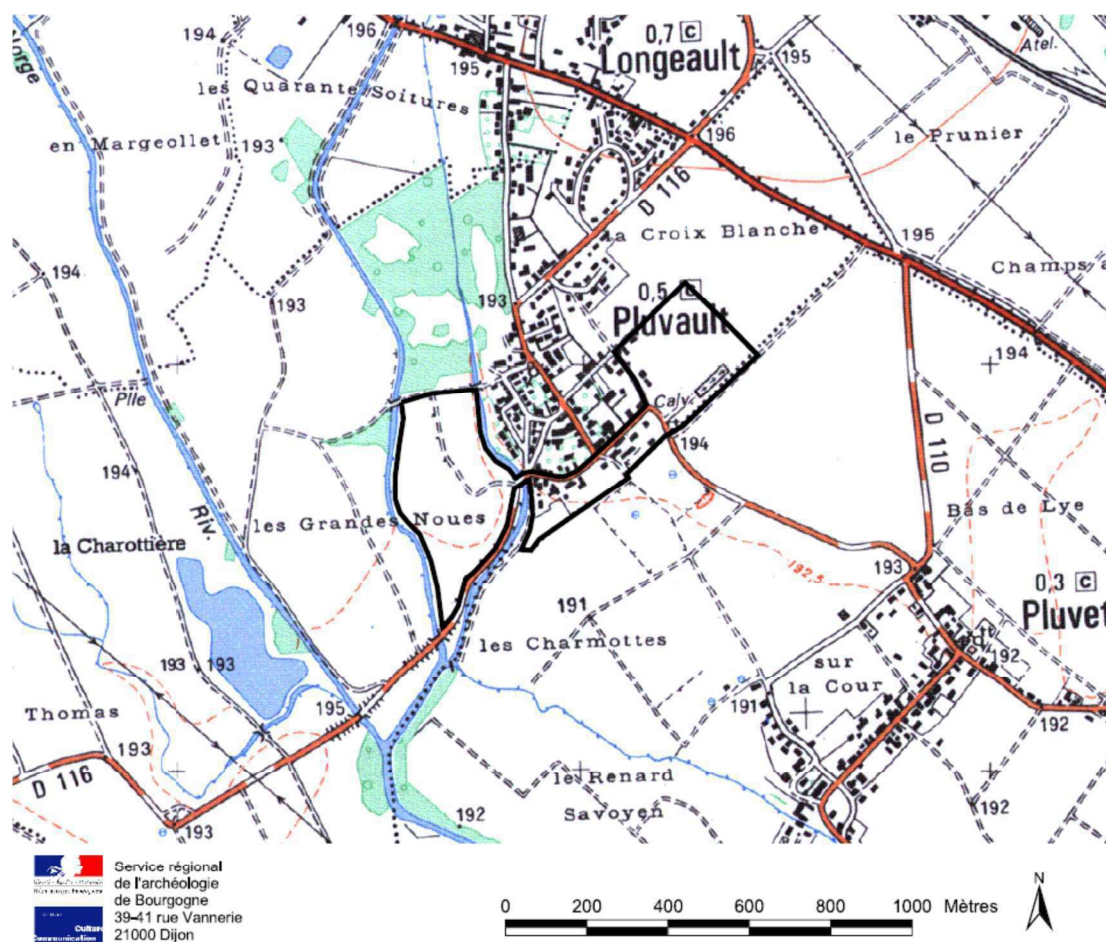 Norge
194
196
0,7 C
Longeault
195
195
Atel.
les Quarante Soitures
en Margeollet
193
196
le Prunier
D 116
la Croix Blanche
195
194
193
Champs
193
0,5 C
Pluvault
194
Plle
Calv.
194
D 110
194
Riv.
les Grandes Noues
Bas de Lye
la Charottière
192,5
193
0,3 C
Pluvet
191
les Charmottes
193
193
192
sur
la Cour
Thomas
195
191
193
192
D 116
le Renard
Savoyen
193
192
192
Service régional
de l'archéologie
de Bourgogne
39-41 rue Vannerie
21000 Dijon
Culture
Communication
0 200 400 600 800 1000 Mètres
N